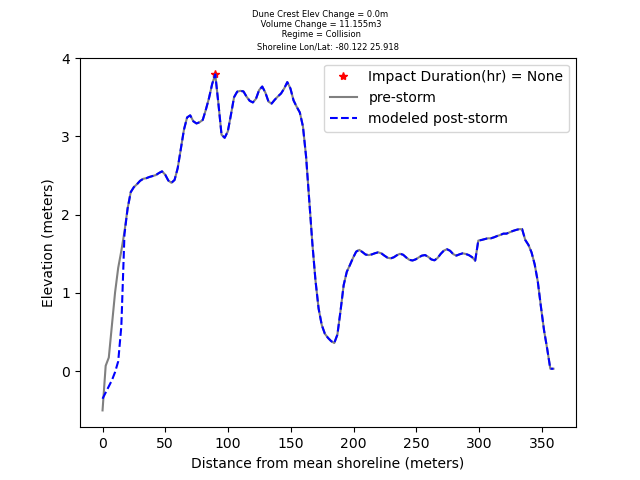 Dune Crest Elev Change = 0.0m
Volume Change = 11.155m3
Regime = Collision
Shoreline Lon/Lat: -80.122 25.918
Impact Duration(hr) = None
pre-storm
modeled post-storm
4
3
2
1
0
Elevation (meters)
0 50 100 150 200 250 300 350
Distance from mean shoreline (meters)